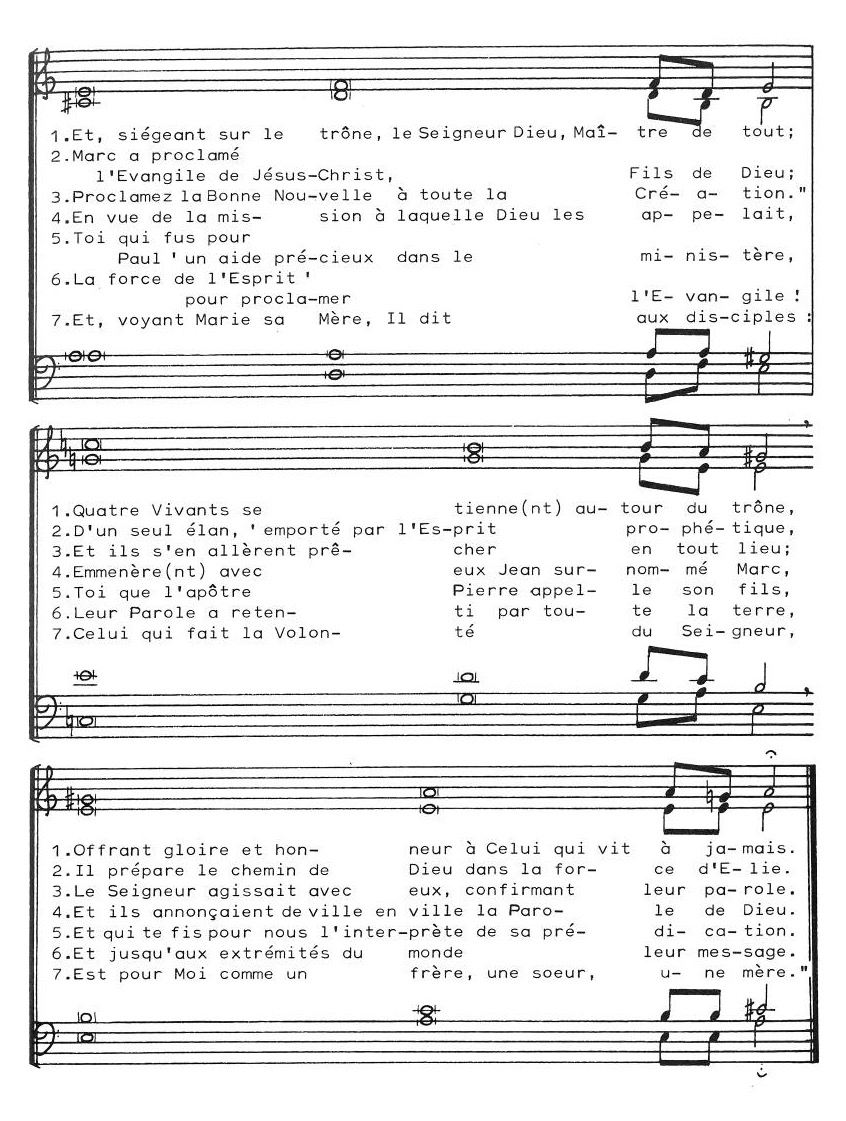 1.Et, siégeant sur le trône, le Seigneur Dieu, Maî- tre de tout;
2.Marc a proclamé
l'Evangile de Jésus-Christ, Fils de Dieu;
3.Proclamez la Bonne Nou-velle à toute la Cré- a- tion."
4.En vue de la mis- sion à laquelle Dieu les ap- pe- lait,
5.Toi qui fus pour
Paul ' un aide pré-cieux dans le mi- nis- tère,
6.La force de l'Esprit '
pour procla-mer l'E- van- gile !
7.Et, voyant Marie sa Mère, Il dit aux dis-ciples :
1.Quatre Vivants se tienne(nt) au- tour du trône,
2.D'un seul élan, ' emporté par l'Es-prit pro- phé- tique,
3.Et ils s'en allèrent prê- cher en tout lieu;
4.Emmenère(nt) avec eux Jean sur- nom- mé Marc,
5.Toi que l'apôtre Pierre appel- le son fils,
6.Leur Parole a reten- ti par tou- te la terre,
7.Celui qui fait la Volon- té du Sei- gneur,
1.Offrant gloire et hon- neur à Celui qui vit à ja- mais.
2.Il prépare le chemin de Dieu dans la for- ce d'E- lie.
3.Le Seigneur agissait avec eux, confirmant leur pa- role.
4.Et ils annonçaient de ville en ville la Paro- le de Dieu.
5.Et qui te fis pour nous l'inter-prète de sa pré- di- ca- tion.
6.Et jusqu'aux extrémités du monde leur mes-sage.
7.Est pour Moi comme un frère, une soeur, u- ne mère."